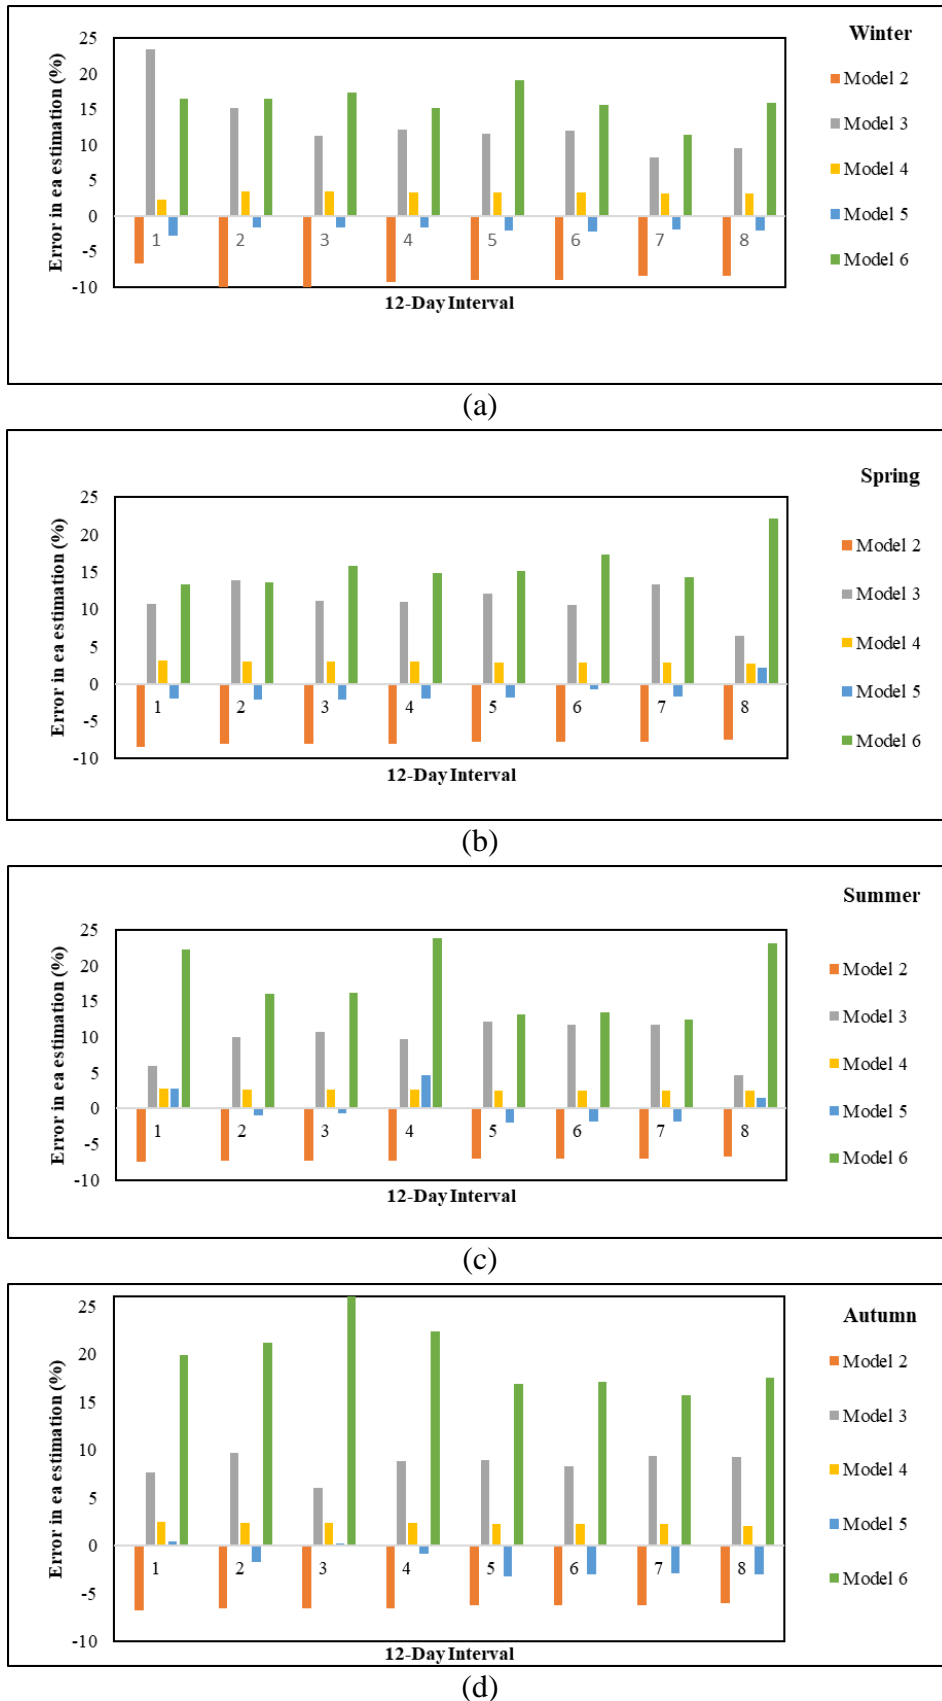 Winter
Error in ea estimation (%)
25
20
15
10
5
0
-5
-10
1 2 3 4 5 6 7 8
12-Day Interval
Model 2
Model 3
Model 4
Model 5
Model 6
(a)
Spring
Error in ea estimation (%)
25
20
15
10
5
0
-5
-10
1 2 3 4 5 6 7 8
12-Day Interval
Model 2
Model 3
Model 4
Model 5
Model 6
(b)
Summer
Error in ea estimation (%)
25
20
15
10
5
0
-5
-10
1 2 3 4 5 6 7 8
12-Day Interval
Model 2
Model 3
Model 4
Model 5
Model 6
(c)
Autumn
Error in ea estimation (%)
25
20
15
10
5
0
-5
-10
1 2 3 4 5 6 7 8
12-Day Interval
Model 2
Model 3
Model 4
Model 5
Model 6
(d)